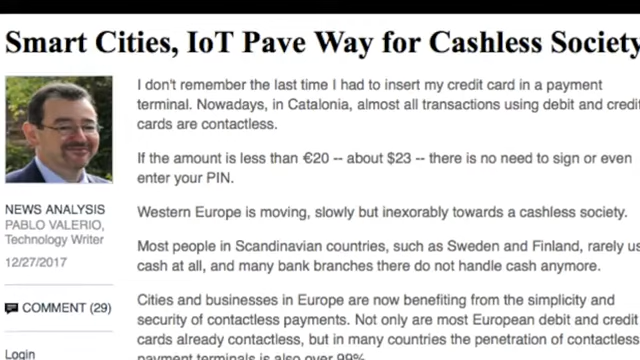 Smart Cities, IoT Pave Way for Cashless Society
I don't remember the last time I had to insert my credit card in a payment
terminal. Nowadays, in Catalonia, almost all transactions using debit and credit
cards are contactless.
If the amount is less than €20 -- about $23 -- there is no need to sign or even
enter your PIN.
Western Europe is moving, slowly but inexorably towards a cashless society.
Most people in Scandinavian countries, such as Sweden and Finland, rarely us
cash at all, and many bank branches there do not handle cash anymore.
Cities and businesses in Europe are now benefiting from the simplicity and
security of contactless payments. Not only are most European debit and credit
cards already contactless, but in many countries the penetration of contactless
payment terminals is also over 99%.
NEWS ANALYSIS
PABLO VALERIO,
Technology Writer
12/27/2017
COMMENT (29)
Login